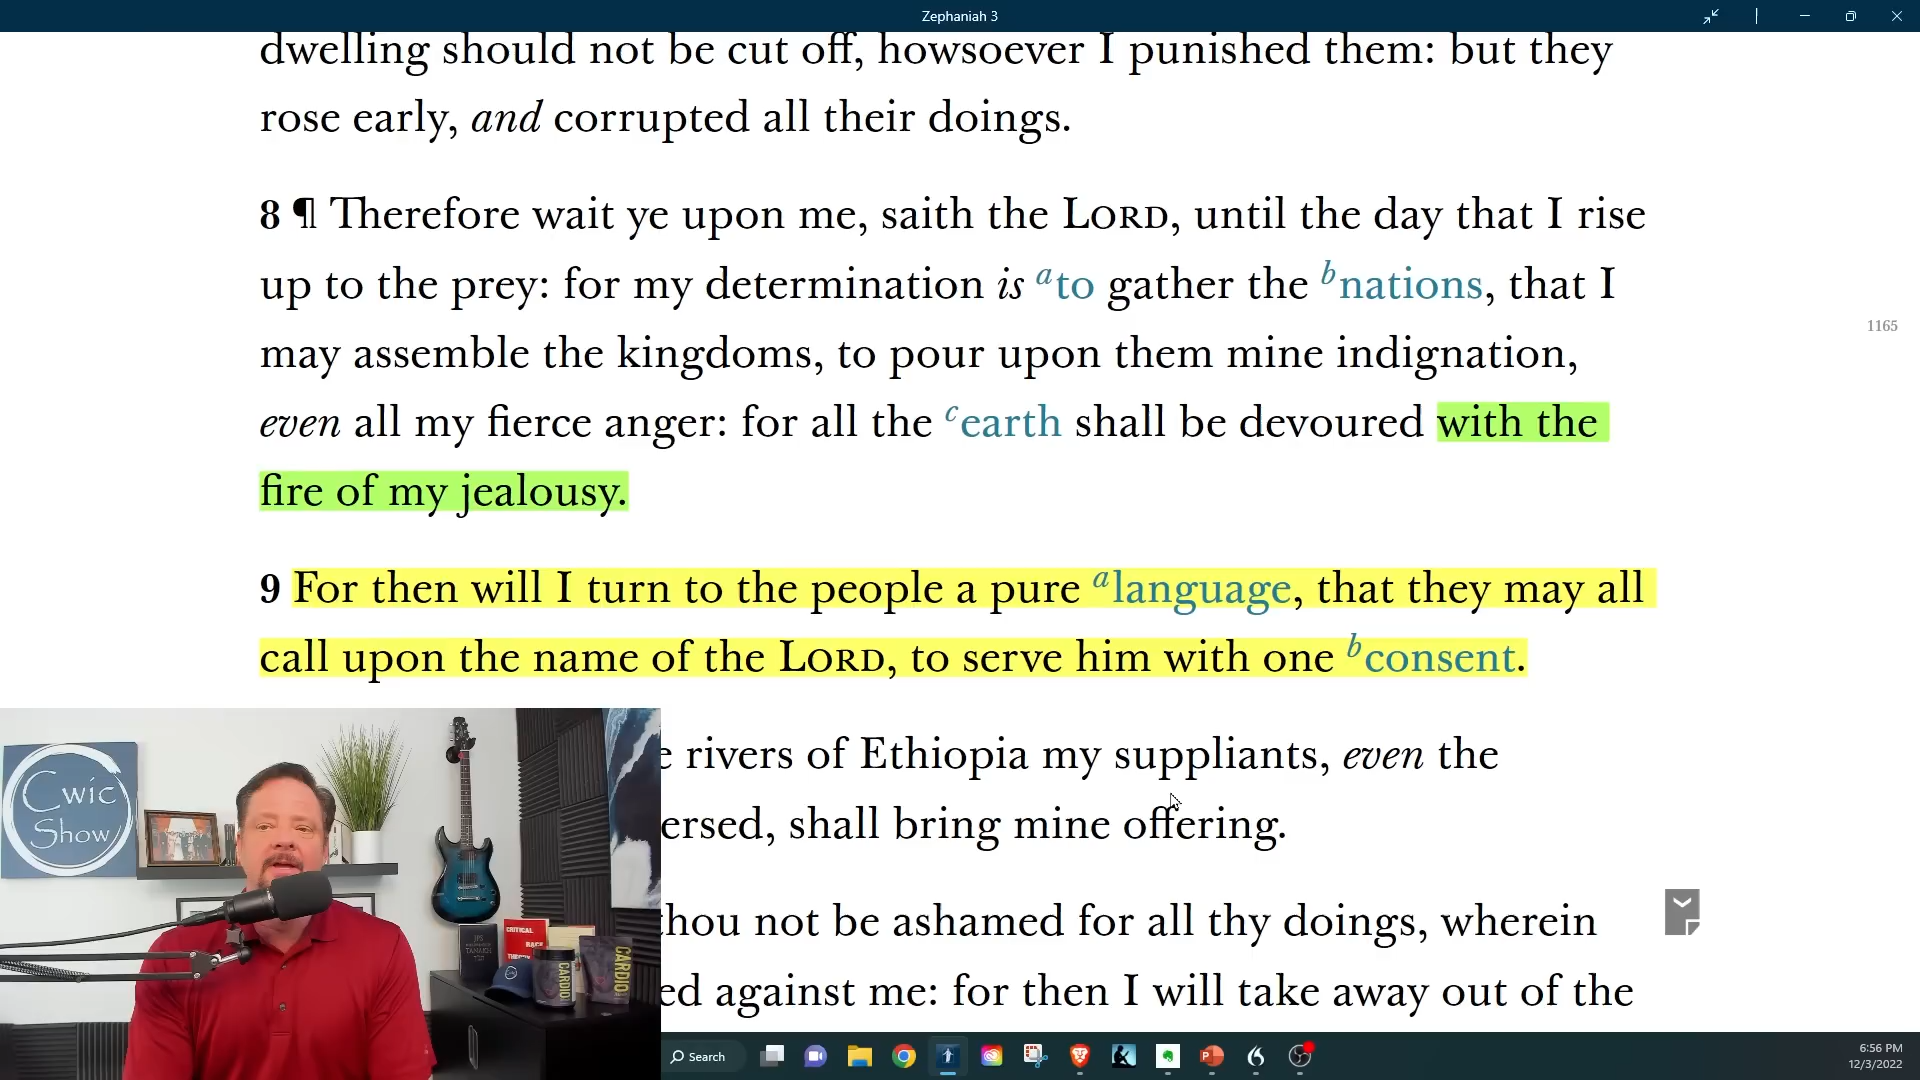 Zephaniah 3
dwelling should not be cut off, howsoever I punished them: but they
rose early, and corrupted all their doings.
8 ¶ Therefore wait ye upon me, saith the LORD, until the day that I rise
up to the prey: for my determination is a to gather the b nations, that I
may assemble the kingdoms, to pour upon them mine indignation,
even all my fierce anger: for all the c earth shall be devoured with the
fire of my jealousy.
9 For then will I turn to the people a pure a language, that they may all
call upon the name of the LORD, to serve him with one b consent.
rivers of Ethiopia my suppliants, even the
ersed, shall bring mine offering.
thou not be ashamed for all thy doings, wherein
ed against me: for then I will take away out of the
1165
Cwic
Show
TANAKH
CRITICAL
RACE
CARDIO
CARDIO
Search
6:56 PM
12/3/2022